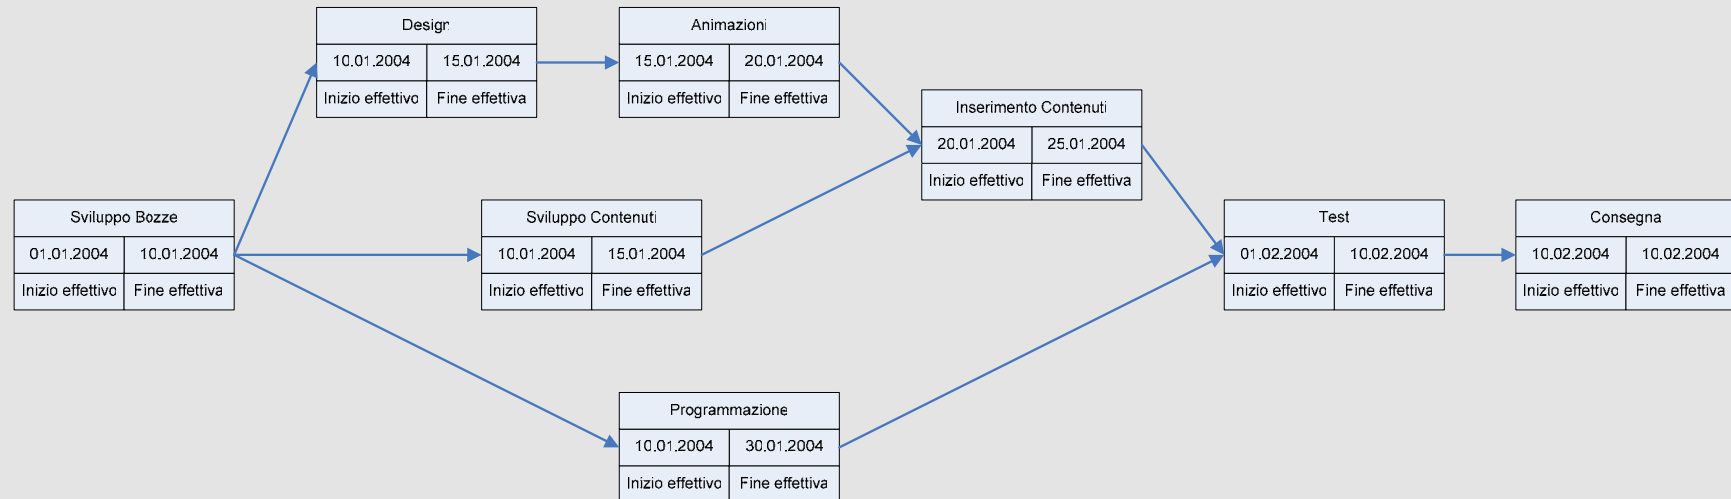 Design
10.01.2004 15.01.2004
Inizio effettivo Fine effettiva
Animazioni
15.01.2004 20.01.2004
Inizio effettivo Fine effettiva
Inserimento Contenuti
20.01.2004 25.01.2004
Inizio effettivo Fine effettiva
Sviluppo Bozze
01.01.2004 10.01.2004
Inizio effettivo Fine effettiva
Sviluppo Contenuti
10.01.2004 15.01.2004
Inizio effettivo Fine effettiva
Test
01.02.2004 10.02.2004
Inizio effettivo Fine effettiva
Consegna
10.02.2004 10.02.2004
Inizio effettivo Fine effettiva
Programmazione
10.01.2004 30.01.2004
Inizio effettivo Fine effettiva